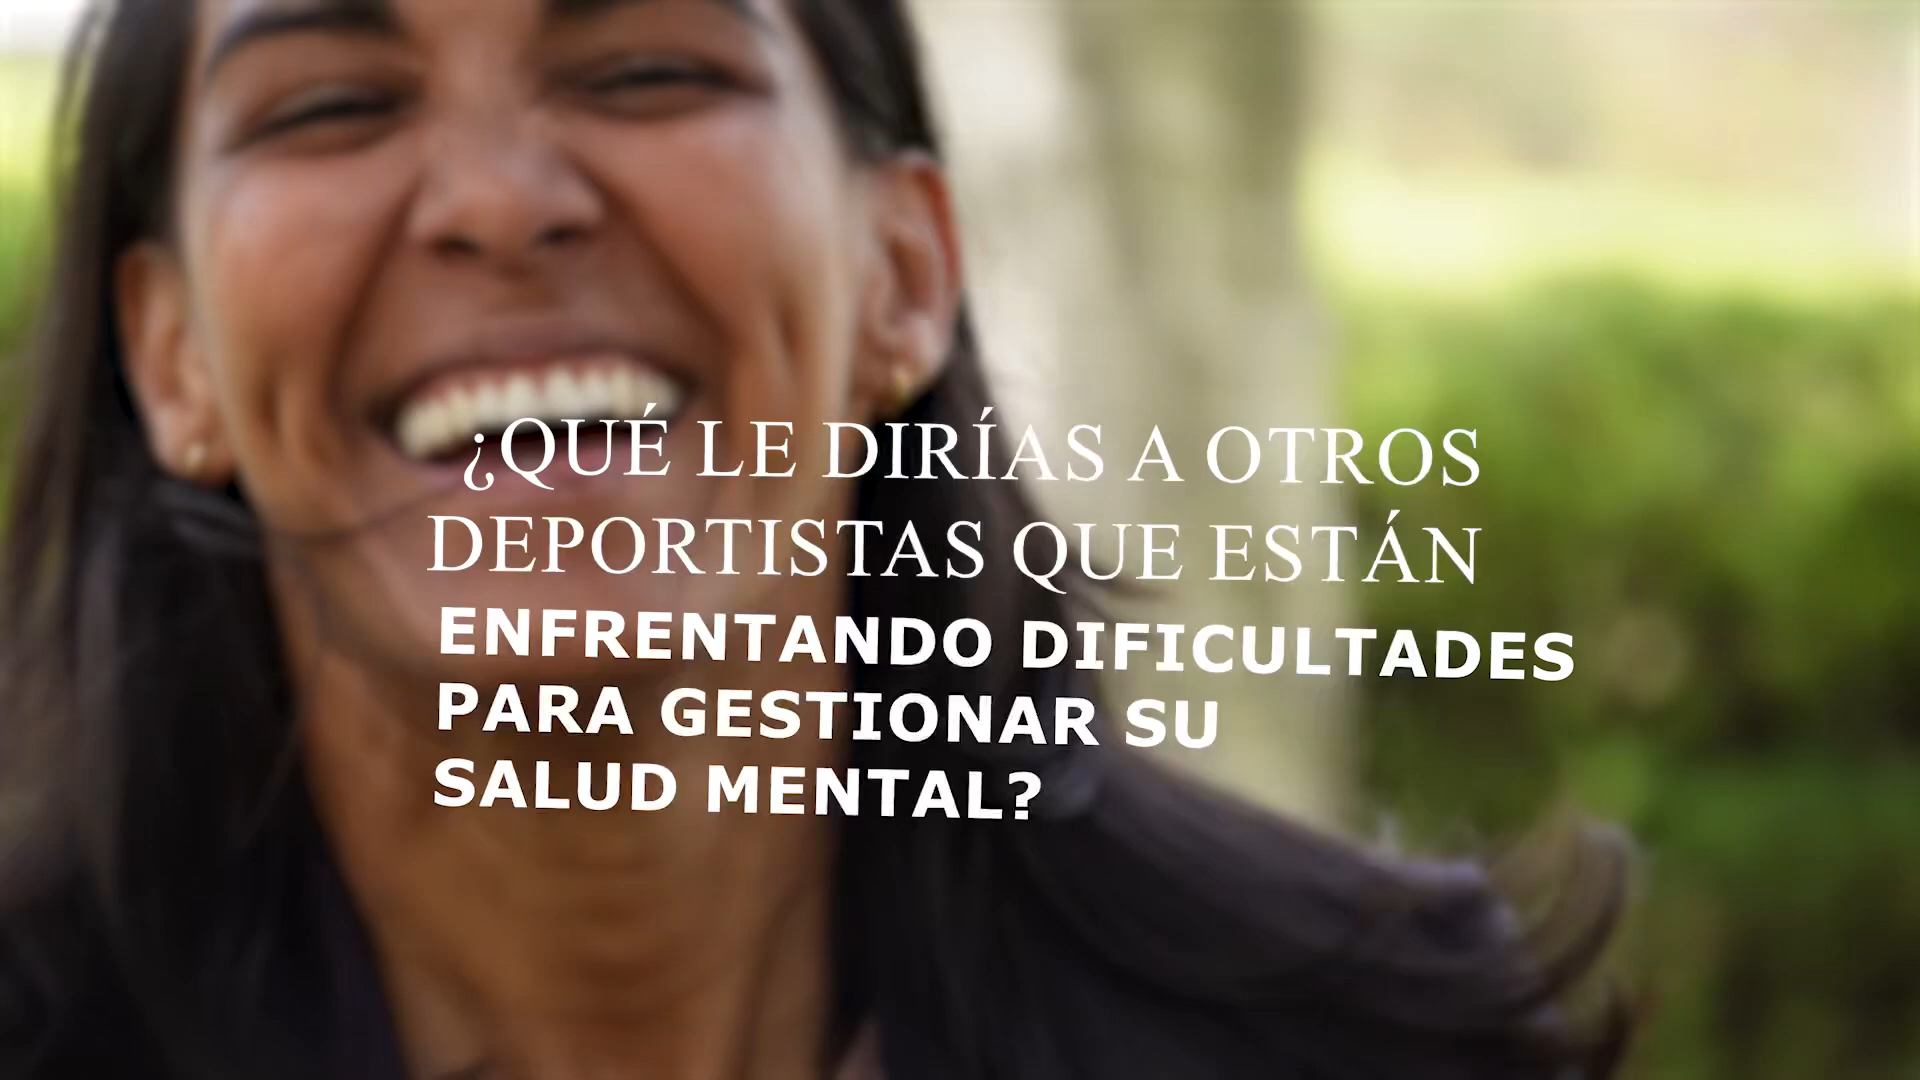 ¿QUÉ LE DIRÍAS A OTROS
DEPORTISTAS QUE ESTÁN
ENFRENTANDO DIFICULTADES
PARA GESTIONAR SU
SALUD MENTAL?